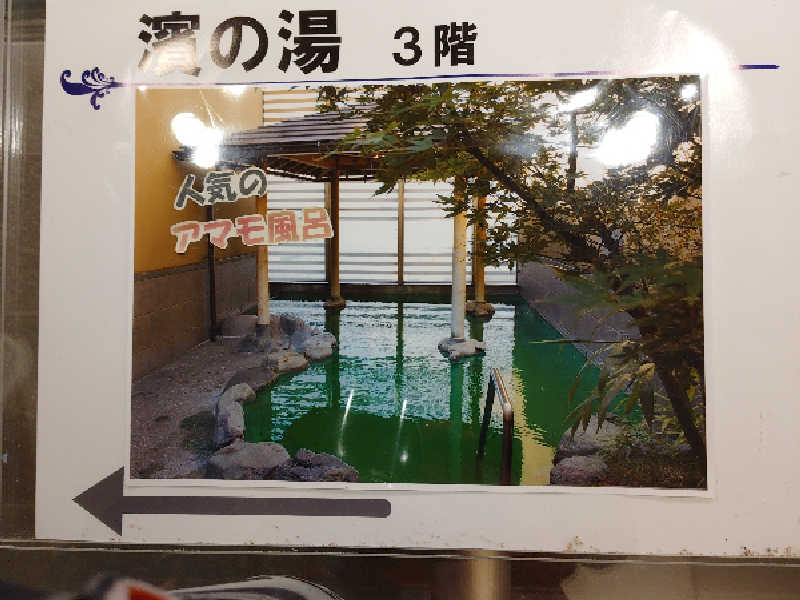 濱の湯 3階
人気の
アマモ風呂